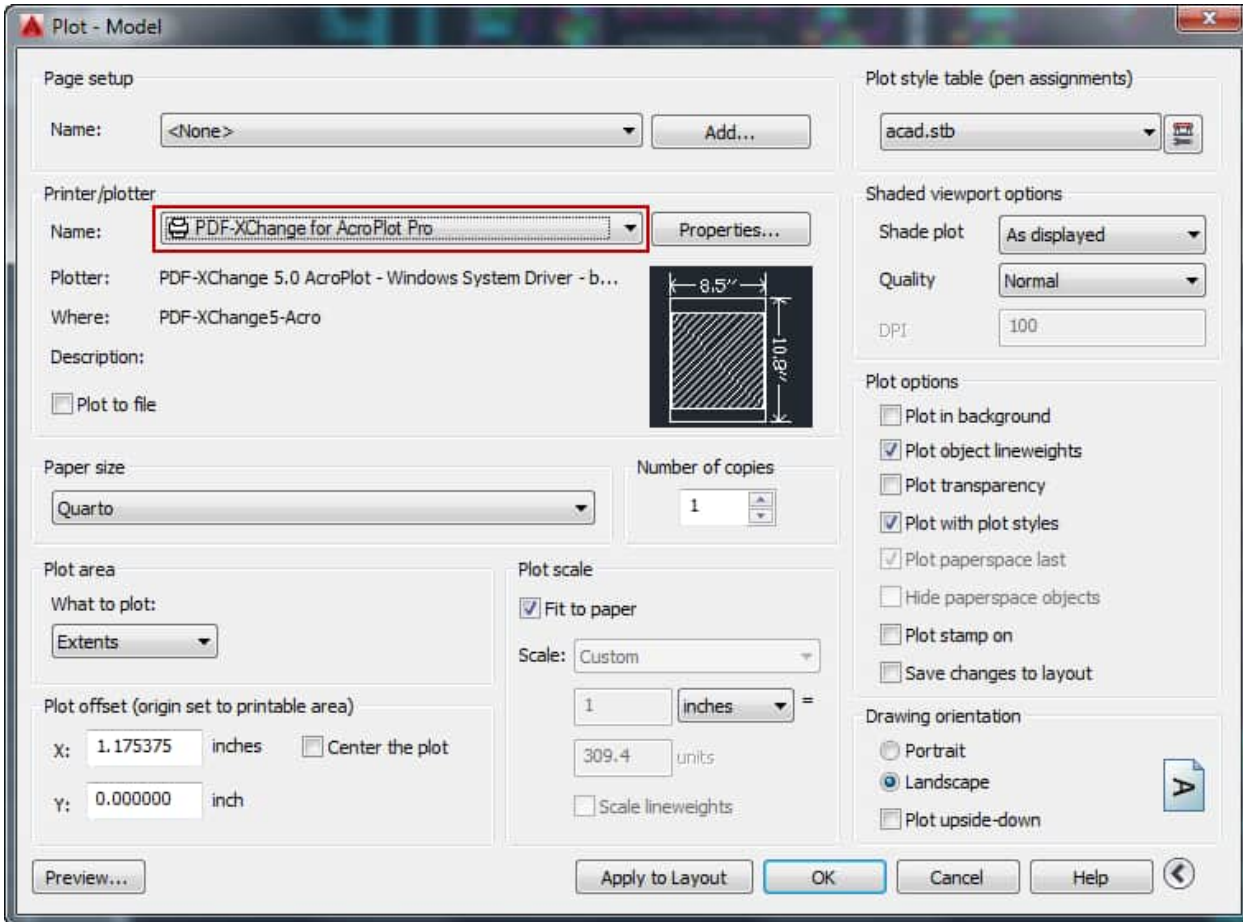 Plot - Model
Page setup
Name: <None> Add...
Plot style table (pen assignments)
acad.stb
Printer/plotter
Name: PDF-XChange for AcroPlot Pro Properties...
Plotter: PDF-XChange 5.0 AcroPlot - Windows System Driver - b...
Where: PDF-XChange5-Acro
Description:
Plot to file
8.5″
10.8″
Shaded viewport options
Shade plot As displayed
Quality Normal
DPI 100
Paper size
Quarto
Number of copies
1
Plot options
Plot in background
Plot object lineweights
Plot transparency
Plot with plot styles
Plot paperspace last
Hide paperspace objects
Plot stamp on
Save changes to layout
Plot area
What to plot:
Extents
Plot scale
Fit to paper
Scale: Custom
1 inches =
309.4 units
Scale lineweights
Plot offset (origin set to printable area)
X: 1.175375 inches Center the plot
Y: 0.000000 inch
Drawing orientation
Portrait
Landscape
Plot upside-down
A
Preview... Apply to Layout OK Cancel Help